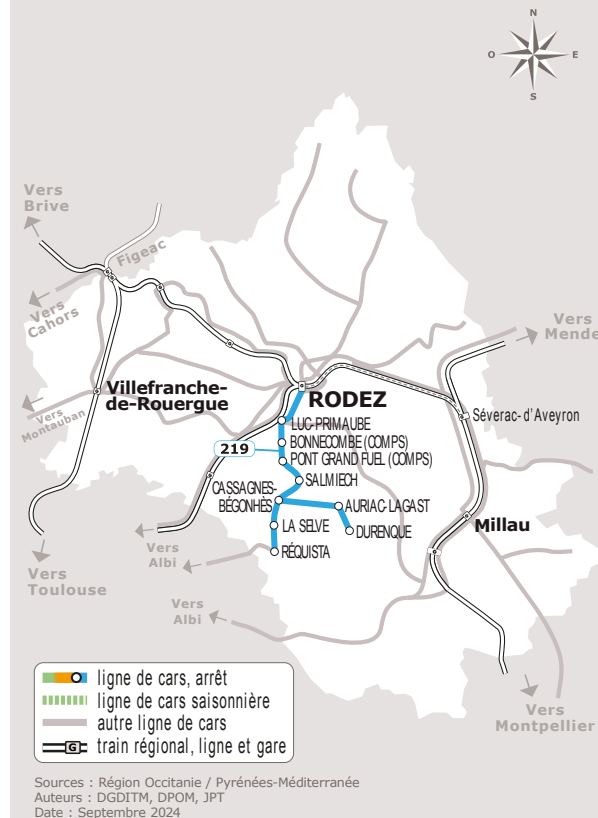 N
O
E
S
Vers
Brive
Figeac
Vers
Cahors
Vers
Mende
Villefranche-
de-Rouergue
RODEZ
Vers
Montauban
LUC-PRIMAUBE
Séverac-d'Aveyron
219
BONNECOMBE (COMPS)
PONT GRAND FUEL (COMPS)
SALMIECH
CASSAGNES-
BÉGONHÈS
AURIAC-LAGAST
LA SELVE
DURENQUE
Millau
RÉQUISTA
Vers
Albi
Vers
Toulouse
Vers
Albi
Vers
Montpellier
ligne de cars, arrêt
ligne de cars saisonnière
autre ligne de cars
G train régional, ligne et gare
Sources : Région Occitanie / Pyrénées-Méditerranée
Auteurs : DGDITM, DPOM, JPT
Date : Septembre 2024